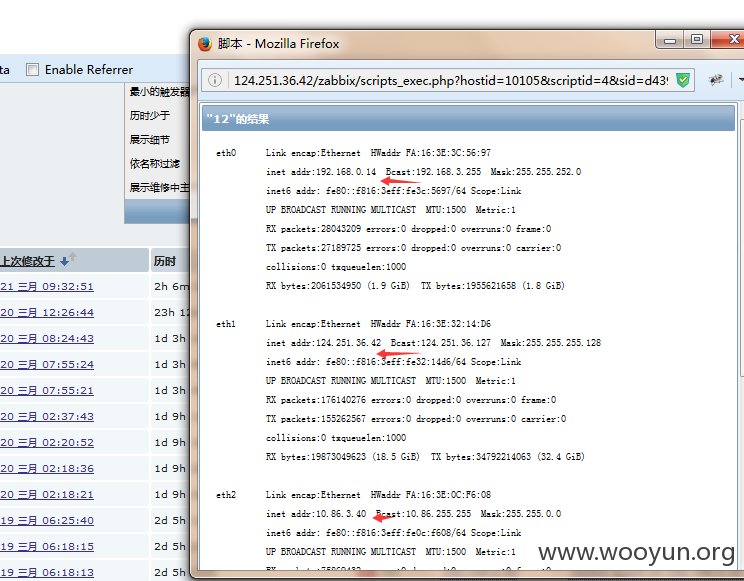 ta
Enable Referrer
最小的触发器
历时少于
展示细节
依名称过滤
展示维修中主
上次修改于
历时
21 三月 09:32:51
2h 6m
20 三月 12:26:44
23h 12
20 三月 08:24:43
1d 3h
20 三月 07:55:24
1d 3h
20 三月 07:55:21
1d 3h
20 三月 02:37:43
1d 9h
20 三月 02:20:52
1d 9h
20 三月 02:18:36
1d 9h
20 三月 02:18:21
1d 9h
19 三月 06:25:40
2d 5h
19 三月 06:18:15
2d 5h
19 三月 06:18:13
2d 5h
脚本 - Mozilla Firefox
124.251.36.42/zabbix/scripts_exec.php?hostid=10105&scriptid=4&sid=d439
"12"的结果
eth0 Link encap:Ethernet HWaddr FA:16:3E:3C:56:97
inet addr:192.168.0.14 Bcast:192.168.3.255 Mask:255.255.252.0
inet6 addr: fe80::f816:3eff:fe3c:5697/64 Scope:Link
UP BROADCAST RUNNING MULTICAST MTU:1500 Metric:1
RX packets:28043209 errors:0 dropped:0 overruns:0 frame:0
TX packets:27189725 errors:0 dropped:0 overruns:0 carrier:0
collisions:0 txqueuelen:1000
RX bytes:2061534950 (1.9 GiB) TX bytes:1955621658 (1.8 GiB)
eth1 Link encap:Ethernet HWaddr FA:16:3E:32:14:D6
inet addr:124.251.36.42 Bcast:124.251.36.127 Mask:255.255.255.128
inet6 addr: fe80::f816:3eff:fe32:14d6/64 Scope:Link
UP BROADCAST RUNNING MULTICAST MTU:1500 Metric:1
RX packets:176140276 errors:0 dropped:0 overruns:0 frame:0
TX packets:155262567 errors:0 dropped:0 overruns:0 carrier:0
collisions:0 txqueuelen:1000
RX bytes:19873049623 (18.5 GiB) TX bytes:34792214063 (32.4 GiB)
eth2 Link encap:Ethernet HWaddr FA:16:3E:0C:F6:08
inet addr:10.86.3.40 Bcast:10.86.255.255 Mask:255.255.0.0
inet6 addr: fe80::f816:3eff:fe0c:f608/64 Scope:Link
UP BROADCAST RUNNING MULTICAST MTU:1500 Metric:1
www.wooyun.org